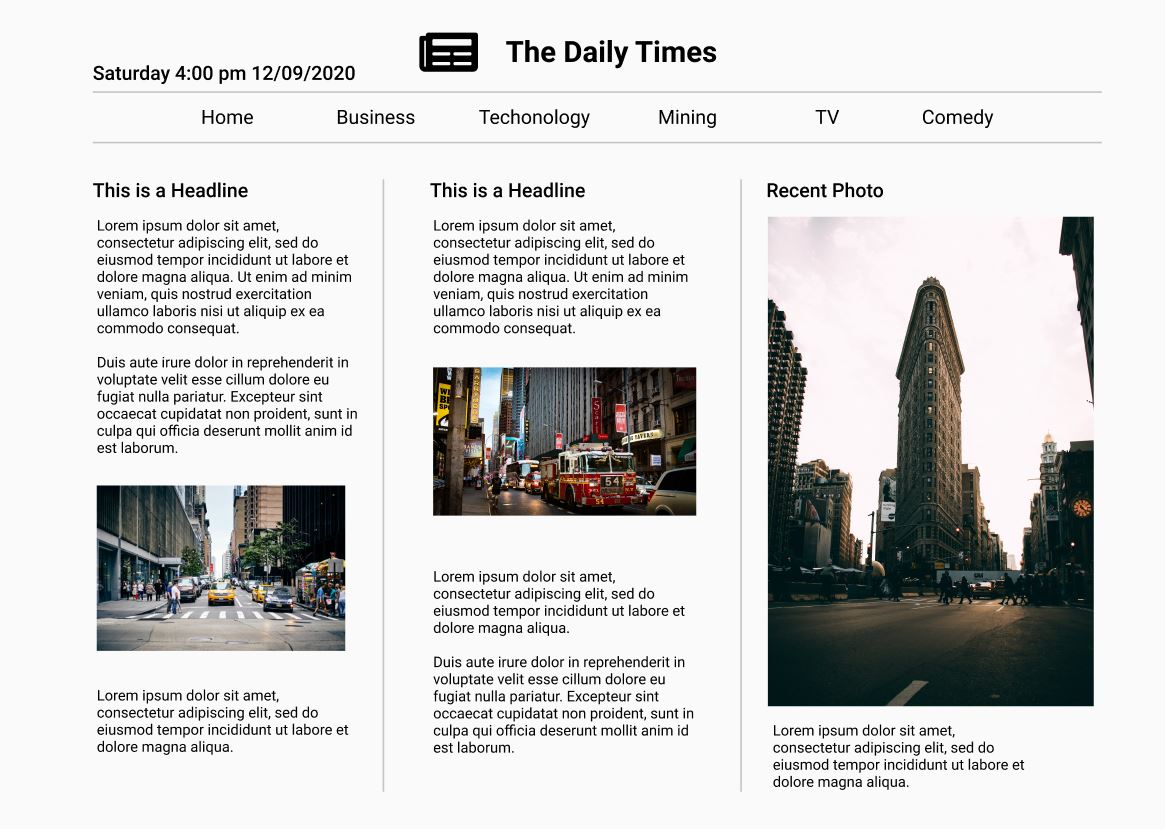 The Daily Times
Saturday 4:00 pm 12/09/2020
Home Business Techonology Mining TV Comedy
This is a Headline
Lorem ipsum dolor sit amet,
consectetur adipiscing elit, sed do
eiusmod tempor incididunt ut labore et
dolore magna aliqua. Ut enim ad minim
veniam, quis nostrud exercitation
ullamco laboris nisi ut aliquip ex ea
commodo consequat.
Duis aute irure dolor in reprehenderit in
voluptate velit esse cillum dolore eu
fugiat nulla pariatur. Excepteur sint
occaecat cupidatat non proident, sunt in
culpa qui officia deserunt mollit anim id
est laborum.
Lorem ipsum dolor sit amet,
consectetur adipiscing elit, sed do
eiusmod tempor incididunt ut labore et
dolore magna aliqua.
This is a Headline
Lorem ipsum dolor sit amet,
consectetur adipiscing elit, sed do
eiusmod tempor incididunt ut labore et
dolore magna aliqua. Ut enim ad minim
veniam, quis nostrud exercitation
ullamco laboris nisi ut aliquip ex ea
commodo consequat.
54
54
Lorem ipsum dolor sit amet,
consectetur adipiscing elit, sed do
eiusmod tempor incididunt ut labore et
dolore magna aliqua.
Duis aute irure dolor in reprehenderit in
voluptate velit esse cillum dolore eu
fugiat nulla pariatur. Excepteur sint
occaecat cupidatat non proident, sunt in
culpa qui officia deserunt mollit anim id
est laborum.
Recent Photo
Lorem ipsum dolor sit amet,
consectetur adipiscing elit, sed do
eiusmod tempor incididunt ut labore et
dolore magna aliqua.